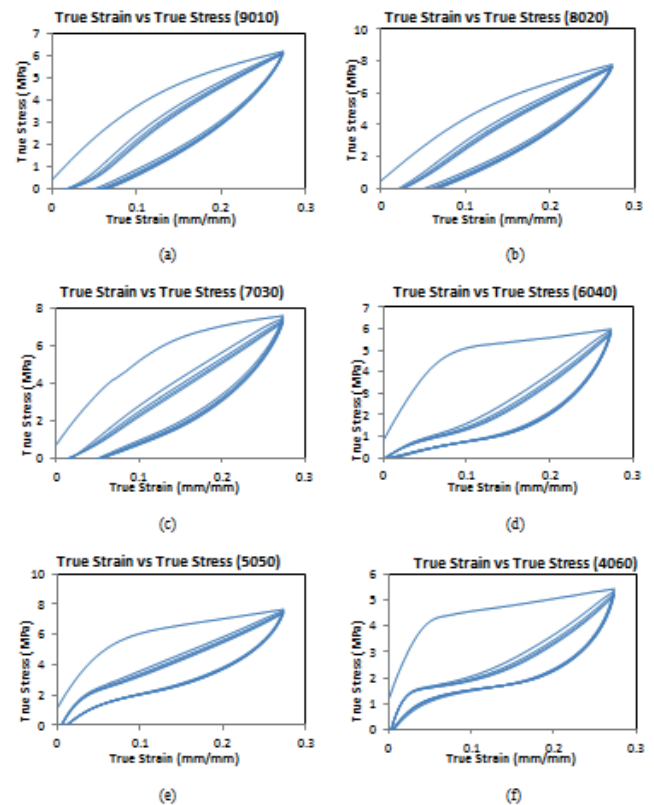 True Strain vs True Stress (9010)
True Stress (MPa)
7
6
5
4
3
2
1
0
0 0.1 0.2 0.3
True Strain (mm/mm)
(a)
True Strain vs True Stress (8020)
True Stress (MPa)
10
8
6
4
2
0
0 0.1 0.2 0.3
True Strain (mm/mm)
(b)
True Strain vs True Stress (7030)
True Stress (MPa)
8
6
4
2
0
0 0.1 0.2 0.3
True Strain (mm/mm)
(c)
True Strain vs True Stress (6040)
True Stress (MPa)
7
6
5
4
3
2
1
0
0 0.1 0.2 0.3
True Strain (mm/mm)
(d)
True Strain vs True Stress (5050)
True Stress (MPa)
10
8
6
4
2
0
0 0.1 0.2 0.3
True Strain (mm/mm)
(e)
True Strain vs True Stress (4060)
True Stress (MPa)
6
5
4
3
2
1
0
0 0.1 0.2 0.3
True Strain (mm/mm)
(f)